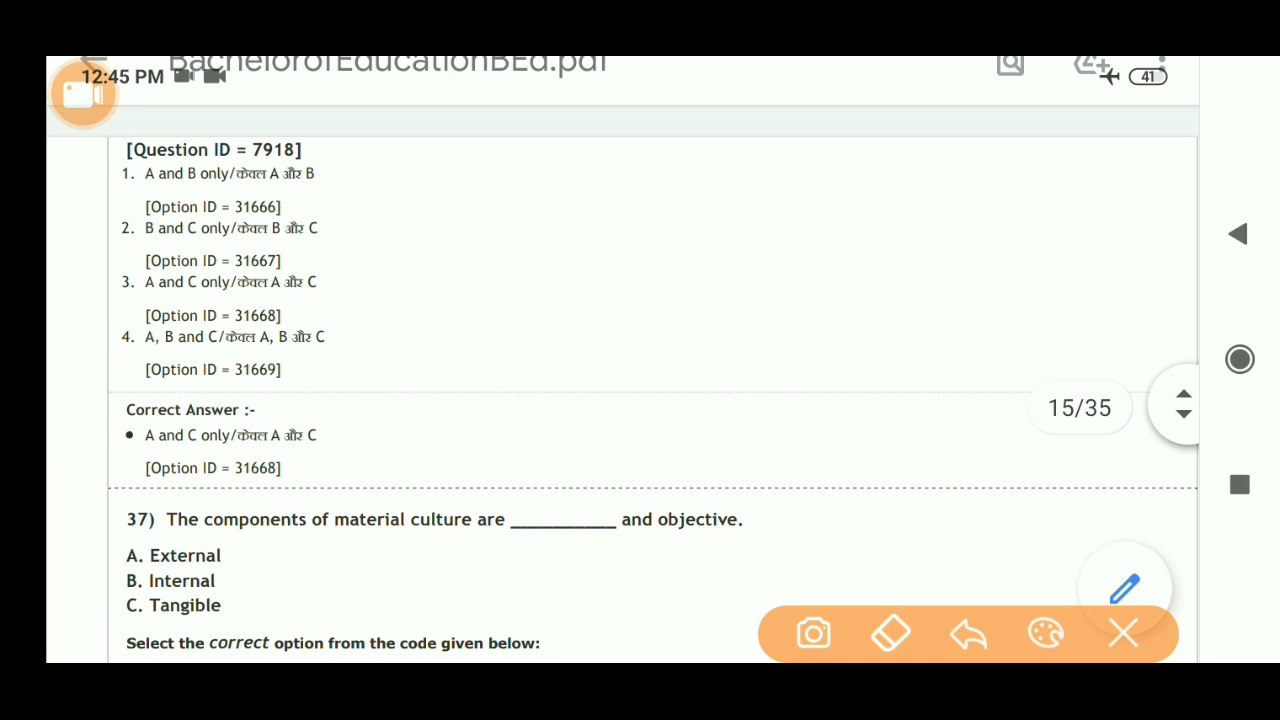 BachelorofEducationBEd.pdf
12:45 PM
41
[Question ID = 7918]
1. A and B only/केवल A और B
[Option ID = 31666]
2. B and C only/केवल B और C
[Option ID = 31667]
3. A and C only/केवल A और C
[Option ID = 31668]
4. A, B and C/केवल A, B और C
[Option ID = 31669]
Correct Answer :-
• A and C only/केवल A और C
[Option ID = 31668]
15/35
37) The components of material culture are __________ and objective.
A. External
B. Internal
C. Tangible
Select the correct option from the code given below: